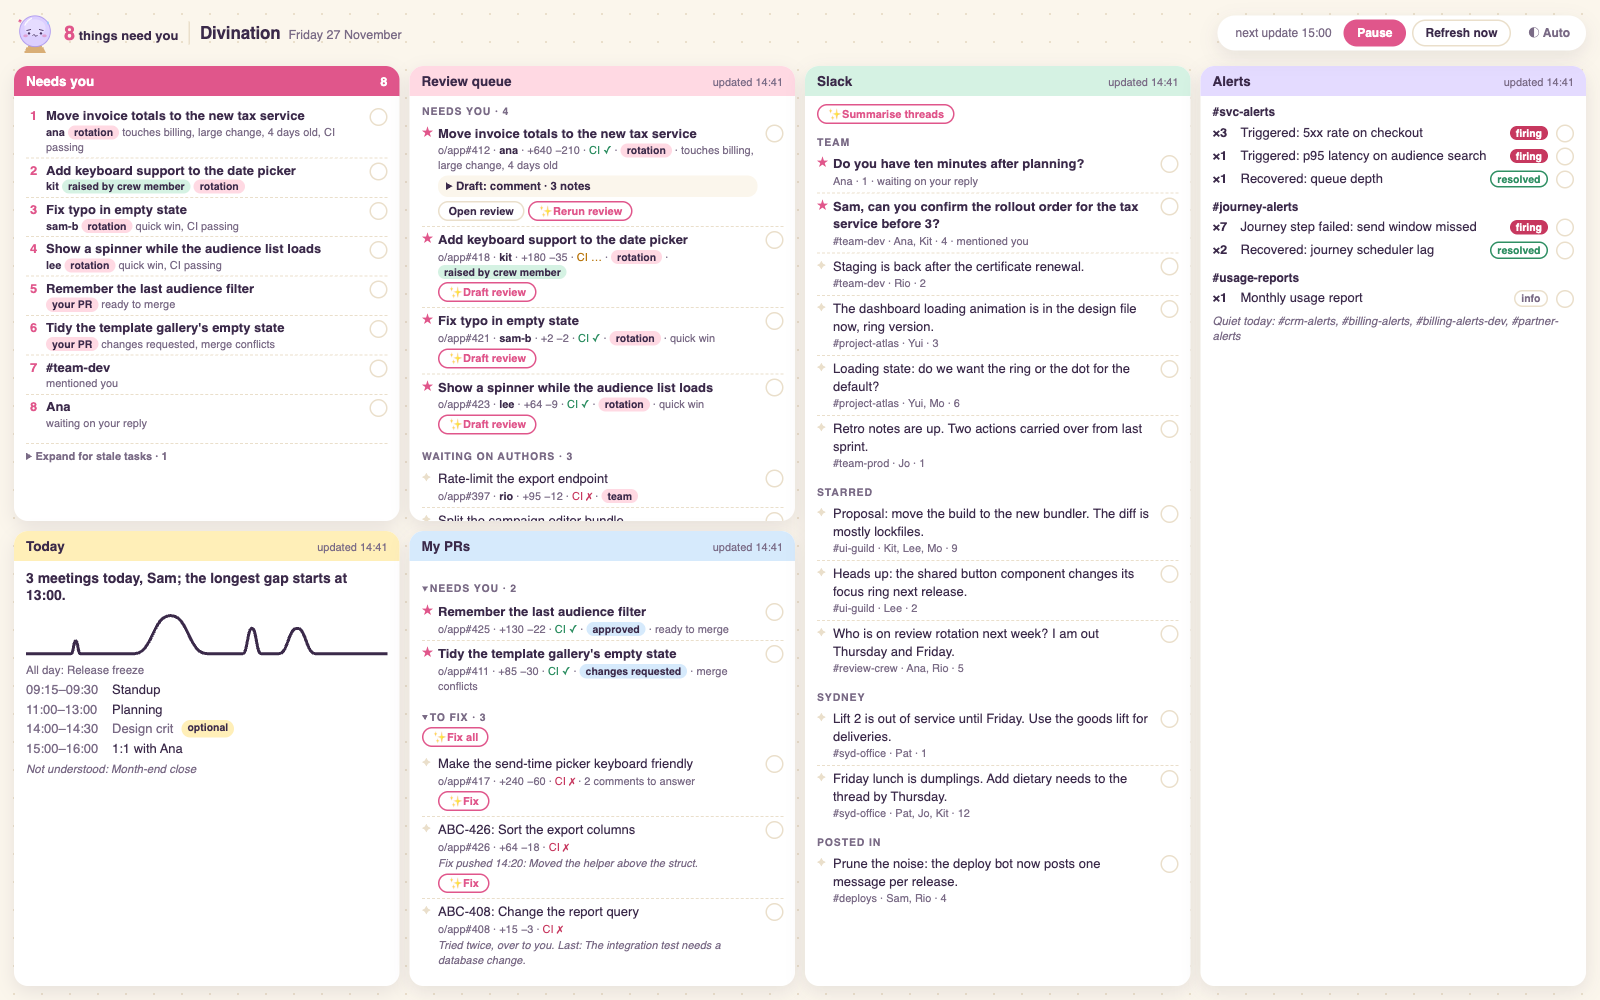 8 things need you
Divination Friday 27 November
next update 15:00 Pause Refresh now Auto
Needs you 8
1 Move invoice totals to the new tax service
ana rotation touches billing, large change, 4 days old, CI
passing
2 Add keyboard support to the date picker
kit raised by crew member rotation
3 Fix typo in empty state
sam-b rotation quick win, CI passing
4 Show a spinner while the audience list loads
lee rotation quick win, CI passing
5 Remember the last audience filter
your PR ready to merge
6 Tidy the template gallery's empty state
your PR changes requested, merge conflicts
7 #team-dev
mentioned you
8 Ana
waiting on your reply
▶ Expand for stale tasks · 1
Review queue updated 14:41
NEEDS YOU · 4
★ Move invoice totals to the new tax service
o/app#412 · ana · +640 −210 · CI ✓ · rotation · touches billing,
large change, 4 days old
▶ Draft: comment · 3 notes
Open review ✨Rerun review
★ Add keyboard support to the date picker
o/app#418 · kit · +180 −35 · CI … · rotation ·
raised by crew member
✨Draft review
★ Fix typo in empty state
o/app#421 · sam-b · +2 −2 · CI ✓ · rotation · quick win
✨Draft review
★ Show a spinner while the audience list loads
o/app#423 · lee · +64 −9 · CI ✓ · rotation · quick win
✨Draft review
WAITING ON AUTHORS · 3
Rate-limit the export endpoint
o/app#397 · rio · +95 −12 · CI ✗ · team
Split the campaign editor bundle
Slack updated 14:41
✨Summarise threads
TEAM
★ Do you have ten minutes after planning?
Ana · 1 · waiting on your reply
★ Sam, can you confirm the rollout order for the tax
service before 3?
#team-dev · Ana, Kit · 4 · mentioned you
Staging is back after the certificate renewal.
#team-dev · Rio · 2
The dashboard loading animation is in the design file
now, ring version.
#project-atlas · Yui · 3
Loading state: do we want the ring or the dot for the
default?
#project-atlas · Yui, Mo · 6
Retro notes are up. Two actions carried over from last
sprint.
#team-prod · Jo · 1
STARRED
Proposal: move the build to the new bundler. The diff is
mostly lockfiles.
#ui-guild · Kit, Lee, Mo · 9
Heads up: the shared button component changes its
focus ring next release.
#ui-guild · Lee · 2
Who is on review rotation next week? I am out
Thursday and Friday.
#review-crew · Ana, Rio · 5
SYDNEY
Lift 2 is out of service until Friday. Use the goods lift for
deliveries.
#syd-office · Pat · 1
Friday lunch is dumplings. Add dietary needs to the
thread by Thursday.
#syd-office · Pat, Jo, Kit · 12
POSTED IN
Prune the noise: the deploy bot now posts one
message per release.
#deploys · Sam, Rio · 4
Alerts updated 14:41
#svc-alerts
×3 Triggered: 5xx rate on checkout firing
×1 Triggered: p95 latency on audience search firing
×1 Recovered: queue depth resolved
#journey-alerts
×7 Journey step failed: send window missed firing
×2 Recovered: journey scheduler lag resolved
#usage-reports
×1 Monthly usage report info
Quiet today: #crm-alerts, #billing-alerts, #billing-alerts-dev, #partner-
alerts
Today updated 14:41
3 meetings today, Sam; the longest gap starts at
13:00.
All day: Release freeze
09:15–09:30 Standup
11:00–13:00 Planning
14:00–14:30 Design crit optional
15:00–16:00 1:1 with Ana
Not understood: Month-end close
My PRs updated 14:41
▼NEEDS YOU · 2
★ Remember the last audience filter
o/app#425 · +130 −22 · CI ✓ · approved · ready to merge
★ Tidy the template gallery's empty state
o/app#411 · +85 −30 · CI ✓ · changes requested · merge
conflicts
▼TO FIX · 3
✨Fix all
Make the send-time picker keyboard friendly
o/app#417 · +240 −60 · CI ✗ · 2 comments to answer
✨Fix
ABC-426: Sort the export columns
o/app#426 · +64 −18 · CI ✗
Fix pushed 14:20: Moved the helper above the struct.
✨Fix
ABC-408: Change the report query
o/app#408 · +15 −3 · CI ✗
Tried twice, over to you. Last: The integration test needs a
database change.